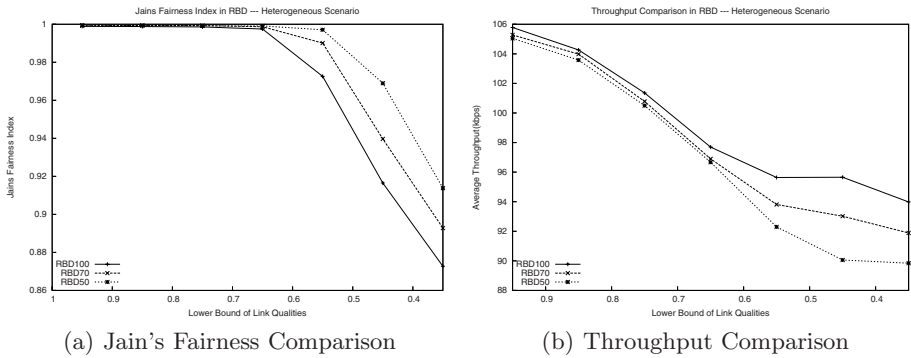 Jains Fairness Index in RBD --- Heterogeneous Scenario
Jains Fairness Index
1
0.98
0.96
0.94
0.92
0.9
0.88
0.86
RBD100
RBD70
RBD50
1 0.9 0.8 0.7 0.6 0.5 0.4
Lower Bound of Link Qualities
(a) Jain's Fairness Comparison
Throughput Comparison in RBD --- Heterogeneous Scenario
Average Throughput(kbps)
106
104
102
100
98
96
94
92
90
88
RBD100
RBD70
RBD50
0.9 0.8 0.7 0.6 0.5 0.4
Lower Bound of Link Qualities
(b) Throughput Comparison